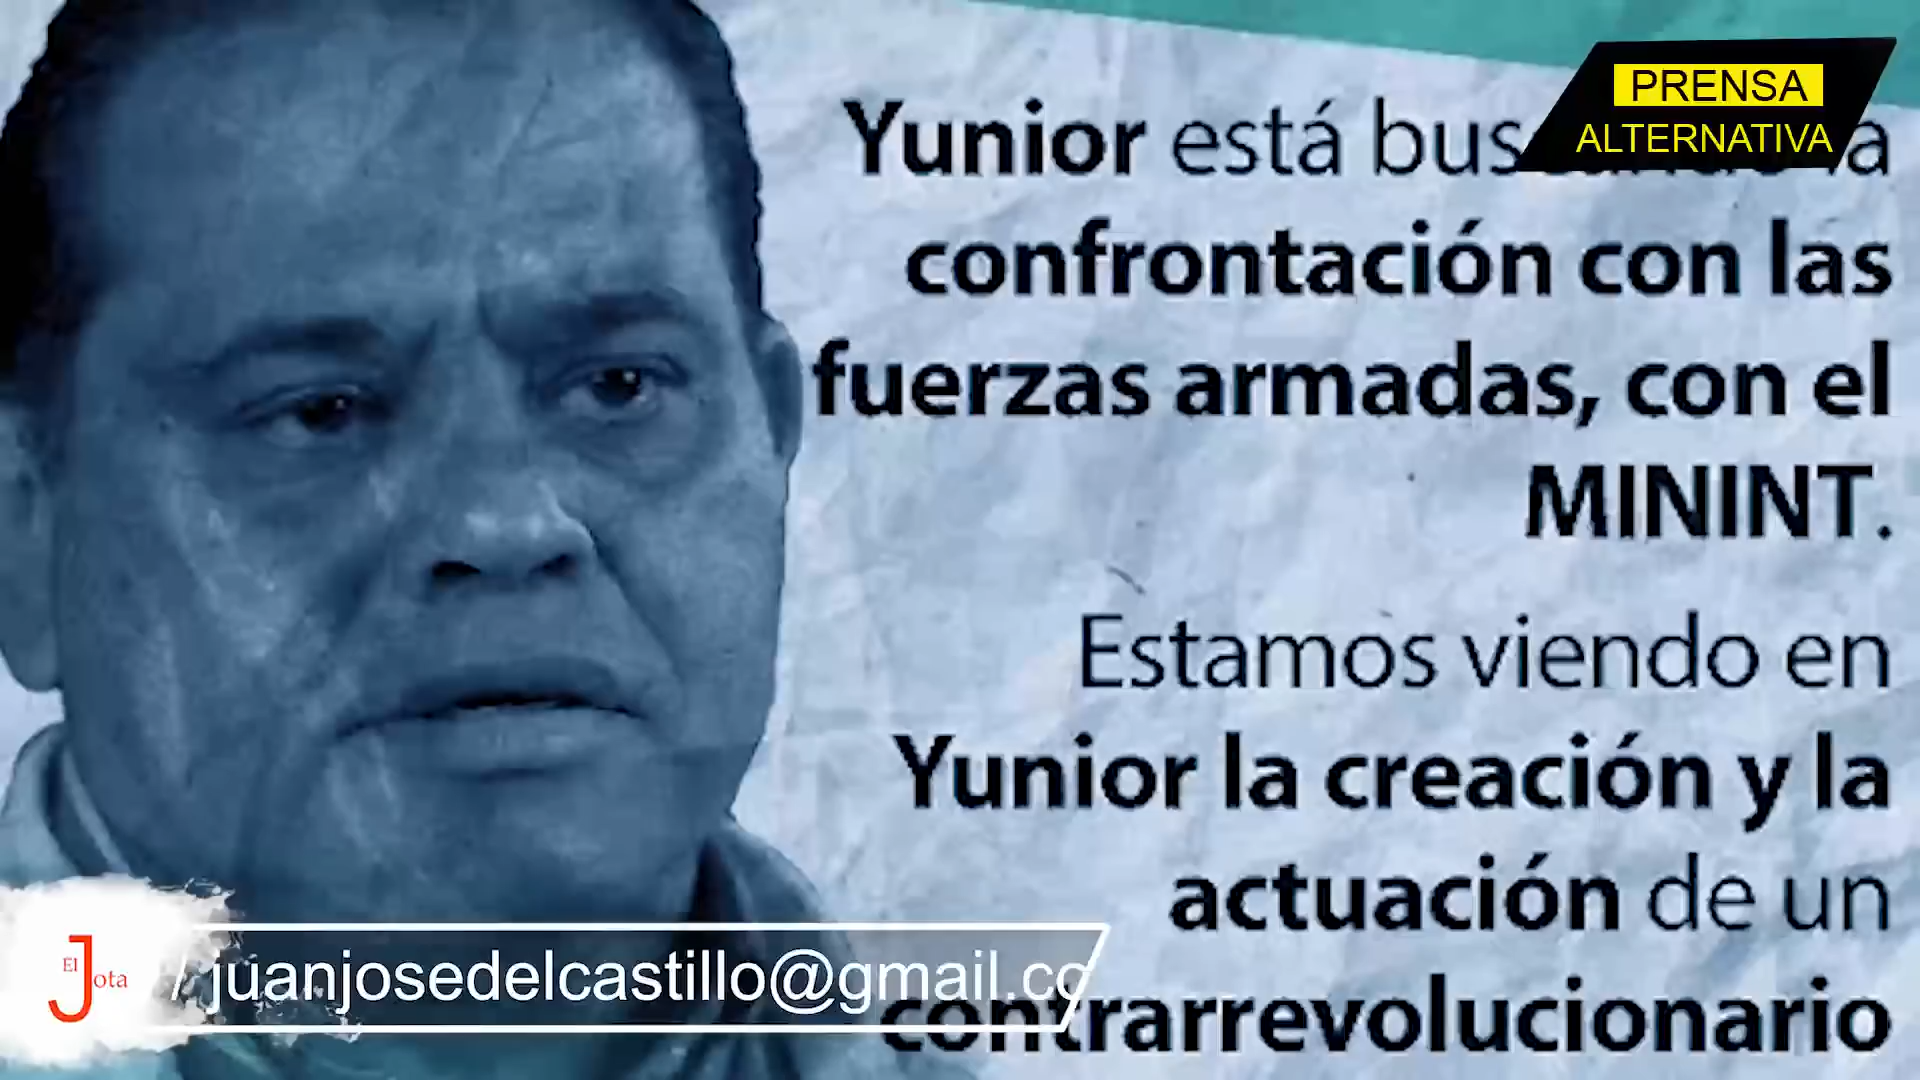 PRENSA
ALTERNATIVA
Yunior está a
confrontación con las
fuerzas armadas, con el
MININT.
Estamos viendo en
Yunior la creación y la
actuación de un
contrarrevolucionario
El Jota
/ juanjosedelcastillo@gmail.co